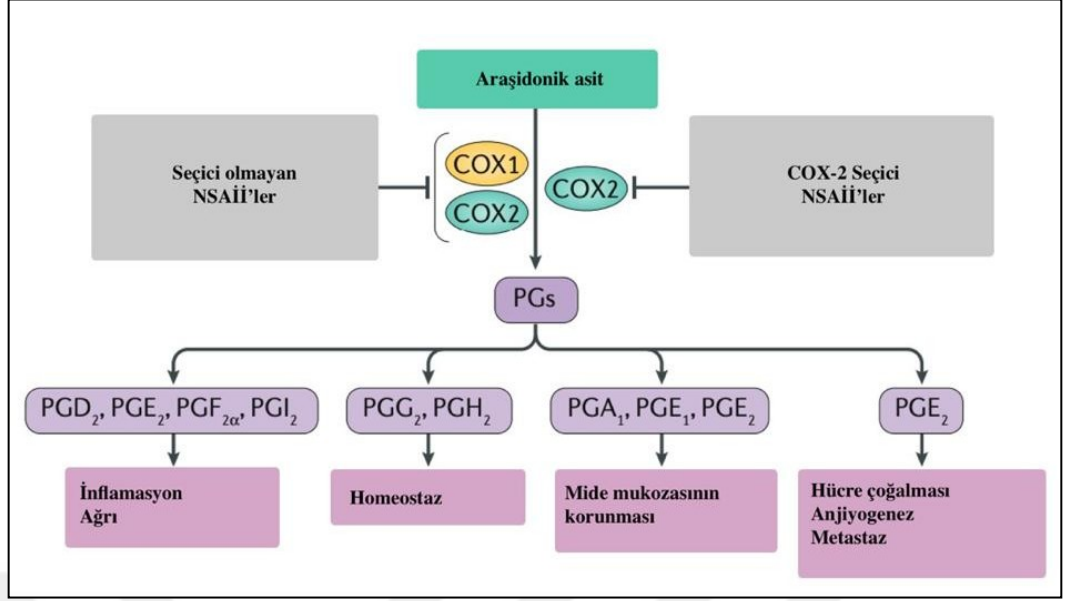 Araşidonik asit
Seçici olmayan
NSAİİ’ler
COX1
COX2
COX2
COX-2 Seçici
NSAİİ’ler
PGs
PGD₂, PGE₂, PGF₂α, PGI₂
PGG₂, PGH₂
PGA₁, PGE₁, PGE₂
PGE₂
İnflamasyon
Ağrı
Homeostaz
Mide mukozasının
korunması
Hücre çoğalması
Anjiyogenez
Metastaz